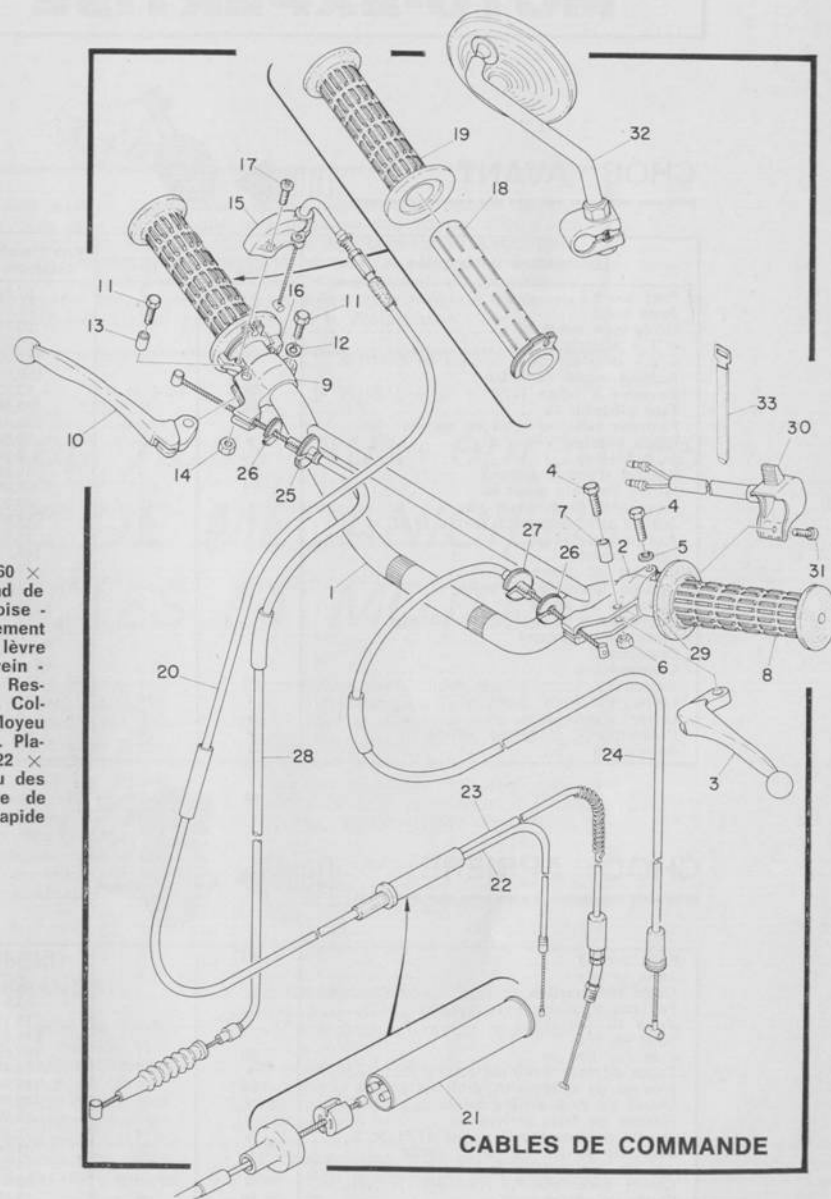 32
19
17
18
15
11
16
11
13
12
9
33
10
30
14
26
25
4
4
7
27
2
5
26
31
1
60 ×
nd de
oise -
ement
lèvre
rein -
Res-
Col-
Moyeu
. Pla-
22 ×
u des
e de
apide
6
29
8
20
28
24
3
23
22
21
CABLES DE COMMANDE